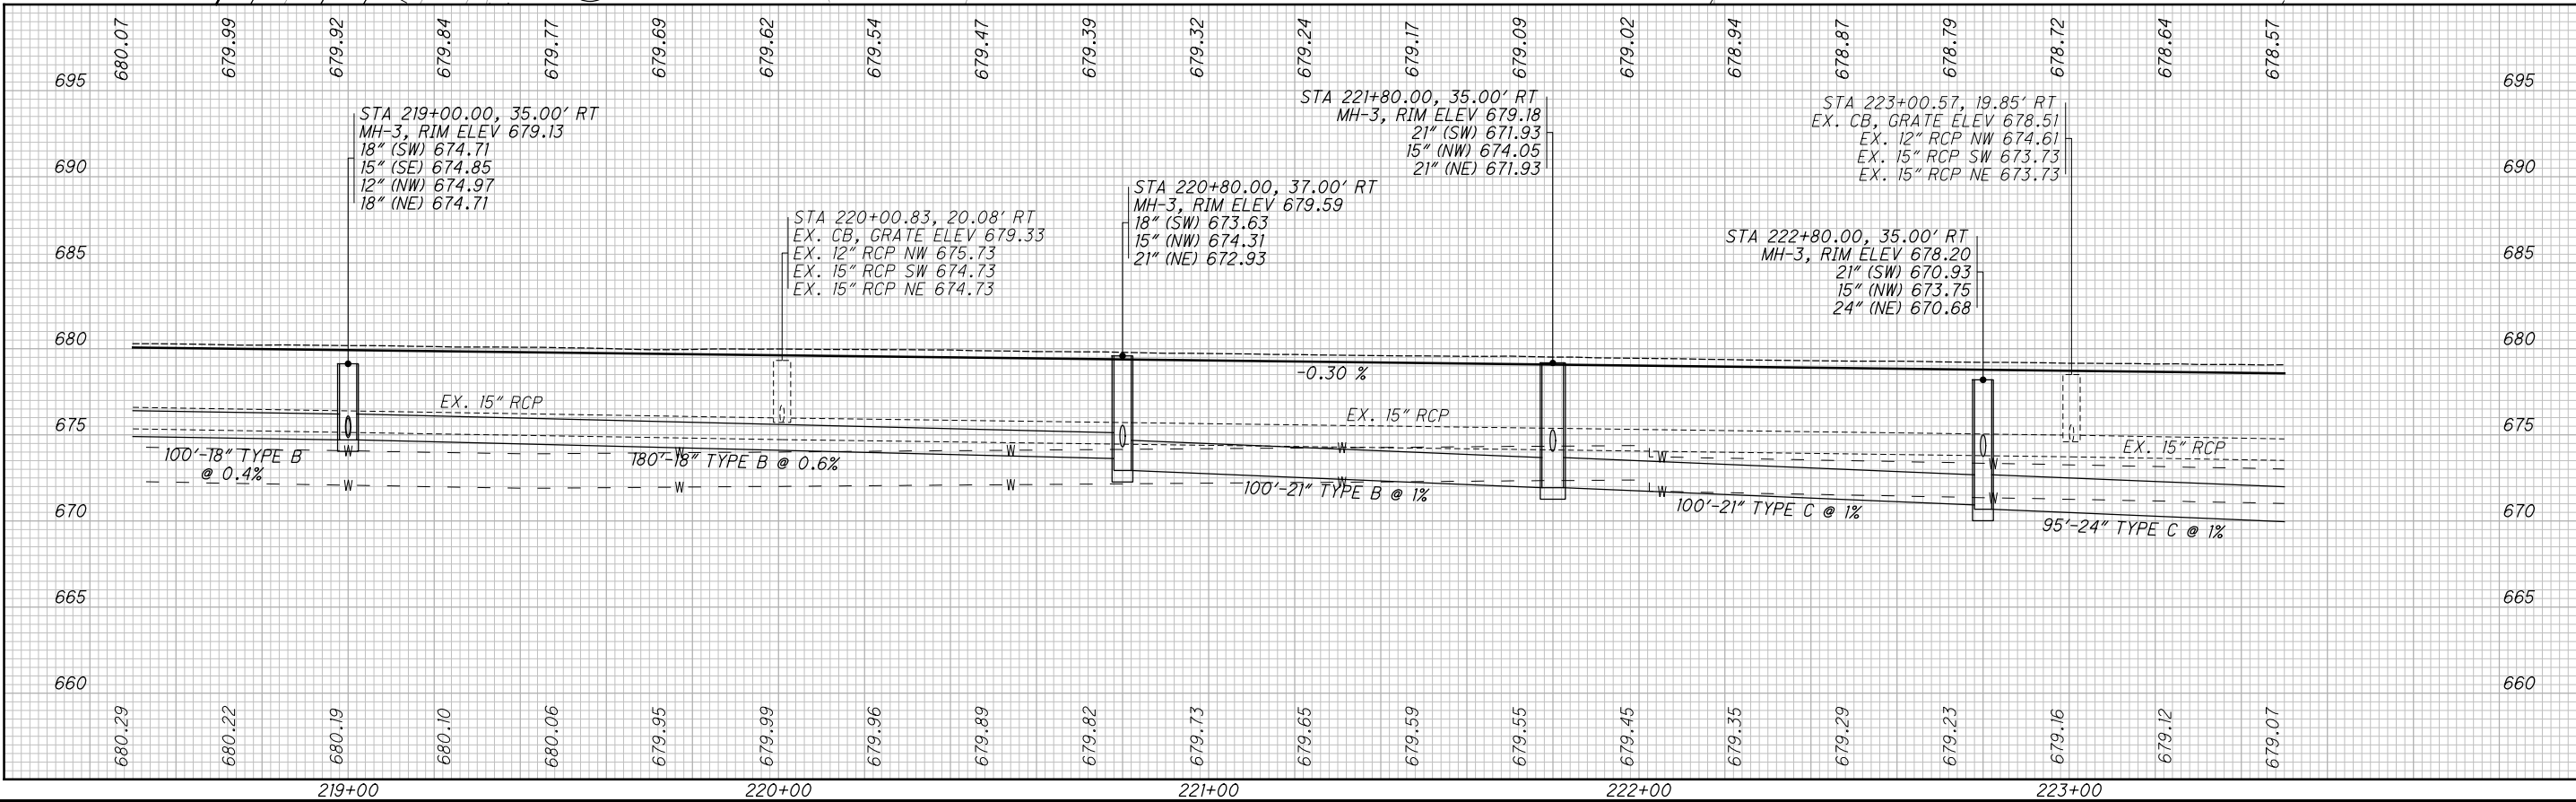 680.07 679.99 679.92 679.84 679.77 679.69 679.62 679.54 679.47 679.39 679.32 679.24 679.17 679.09 679.02 678.94 678.87 678.79 678.72 678.64 678.57
695 695
STA 219+00.00, 35.00' RT
MH-3, RIM ELEV 679.13
18" (SW) 674.71
15" (SE) 674.85
12" (NW) 674.97
18" (NE) 674.71
STA 220+00.83, 20.08' RT
EX. CB, GRATE ELEV 679.33
EX. 12" RCP NW 675.73
EX. 15" RCP SW 674.73
EX. 15" RCP NE 674.73
STA 220+80.00, 37.00' RT
MH-3, RIM ELEV 679.59
18" (SW) 673.63
15" (NW) 674.31
21" (NE) 672.93
STA 221+80.00, 35.00' RT
MH-3, RIM ELEV 679.18
21" (SW) 671.93
15" (NW) 674.05
21" (NE) 671.93
STA 222+80.00, 35.00' RT
MH-3, RIM ELEV 678.20
21" (SW) 670.93
15" (NW) 673.75
24" (NE) 670.68
STA 223+00.57, 19.85' RT
EX. CB, GRATE ELEV 678.51
EX. 12" RCP NW 674.61
EX. 15" RCP SW 673.73
EX. 15" RCP NE 673.73
690 690
685 685
680 680
-0.30 %
EX. 15" RCP
EX. 15" RCP
EX. 15" RCP
675 675
W W W W L W W
100'-18" TYPE B
@ 0.4%
180'-18" TYPE B @ 0.6%
W W W W L W W
100'-21" TYPE B @ 1%
100'-21" TYPE C @ 1%
95'-24" TYPE C @ 1%
670 670
665 665
660 660
680.29 680.22 680.19 680.10 680.06 679.95 679.99 679.96 679.89 679.82 679.73 679.65 679.59 679.55 679.45 679.35 679.29 679.23 679.16 679.12 679.07
219+00 220+00 221+00 222+00 223+00